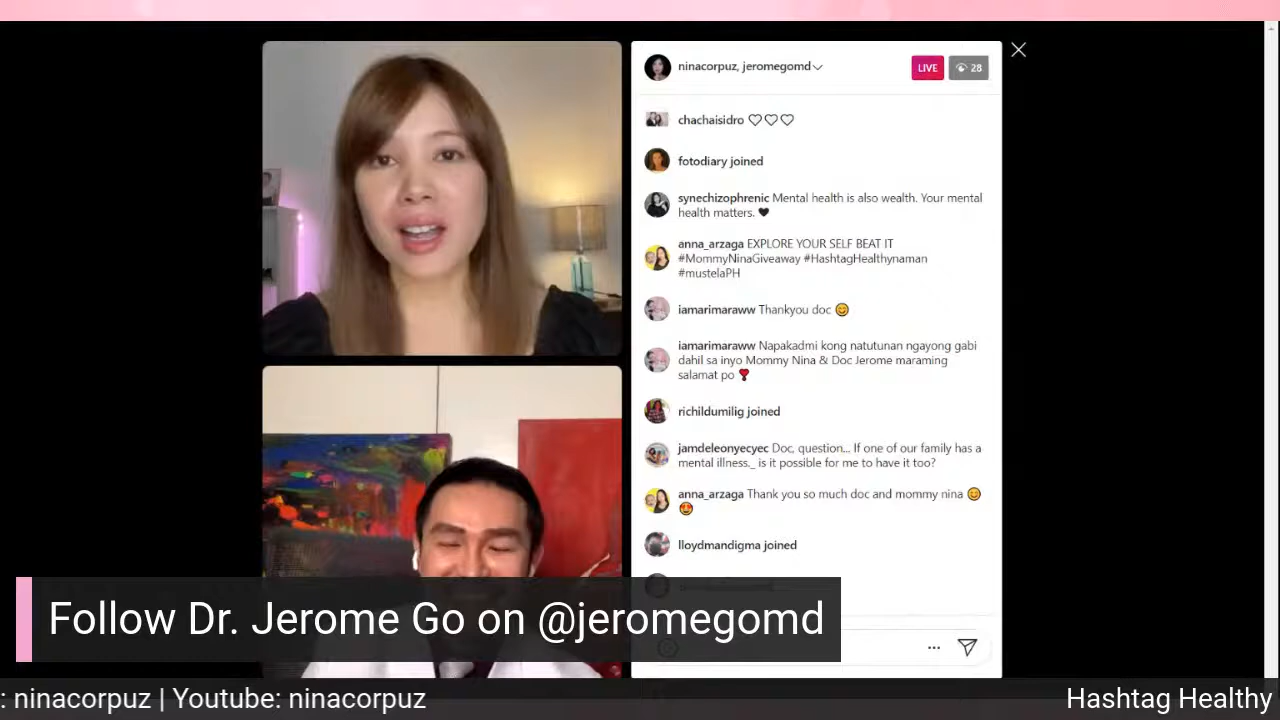 ninacorpuz, jeromegomd
LIVE
28
chachaisidro
fotodiary joined
synechizophrenic Mental health is also wealth. Your mental
health matters.
anna_arzaga EXPLORE YOUR SELF BEAT IT
#MommyNinaGiveaway #HashtagHealthynaman
#mustelaPH
iamarimaraww Thankyou doc
iamarimaraww Napakadmi kong natutunan ngayong gabi
dahil sa inyo Mommy Nina & Doc Jerome maraming
salamat po
richildumilig joined
jamdeleonyecyec Doc, question... If one of our family has a
mental illness._ is it possible for me to have it too?
anna_arzaga Thank you so much doc and mommy nina
lloydmandigma joined
Follow Dr. Jerome Go on @jeromegomd
: ninacorpuz | Youtube: ninacorpuz
Hashtag Healthy